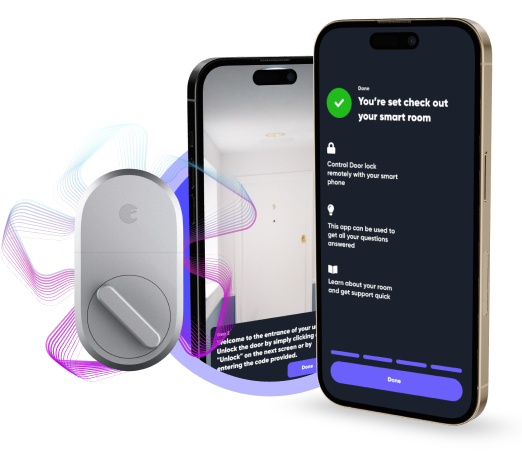 Step 2
Welcome to the entrance of your u
Unlock the door by simply clicking
"Unlock" on the next screen or by
entering the code provided.
Done
Done
You're set check out
your smart room
Control Door lock
remotely with your smart
phone
This app can be used to
get all your questions
answered
Learn about your room
and get support quick
Done